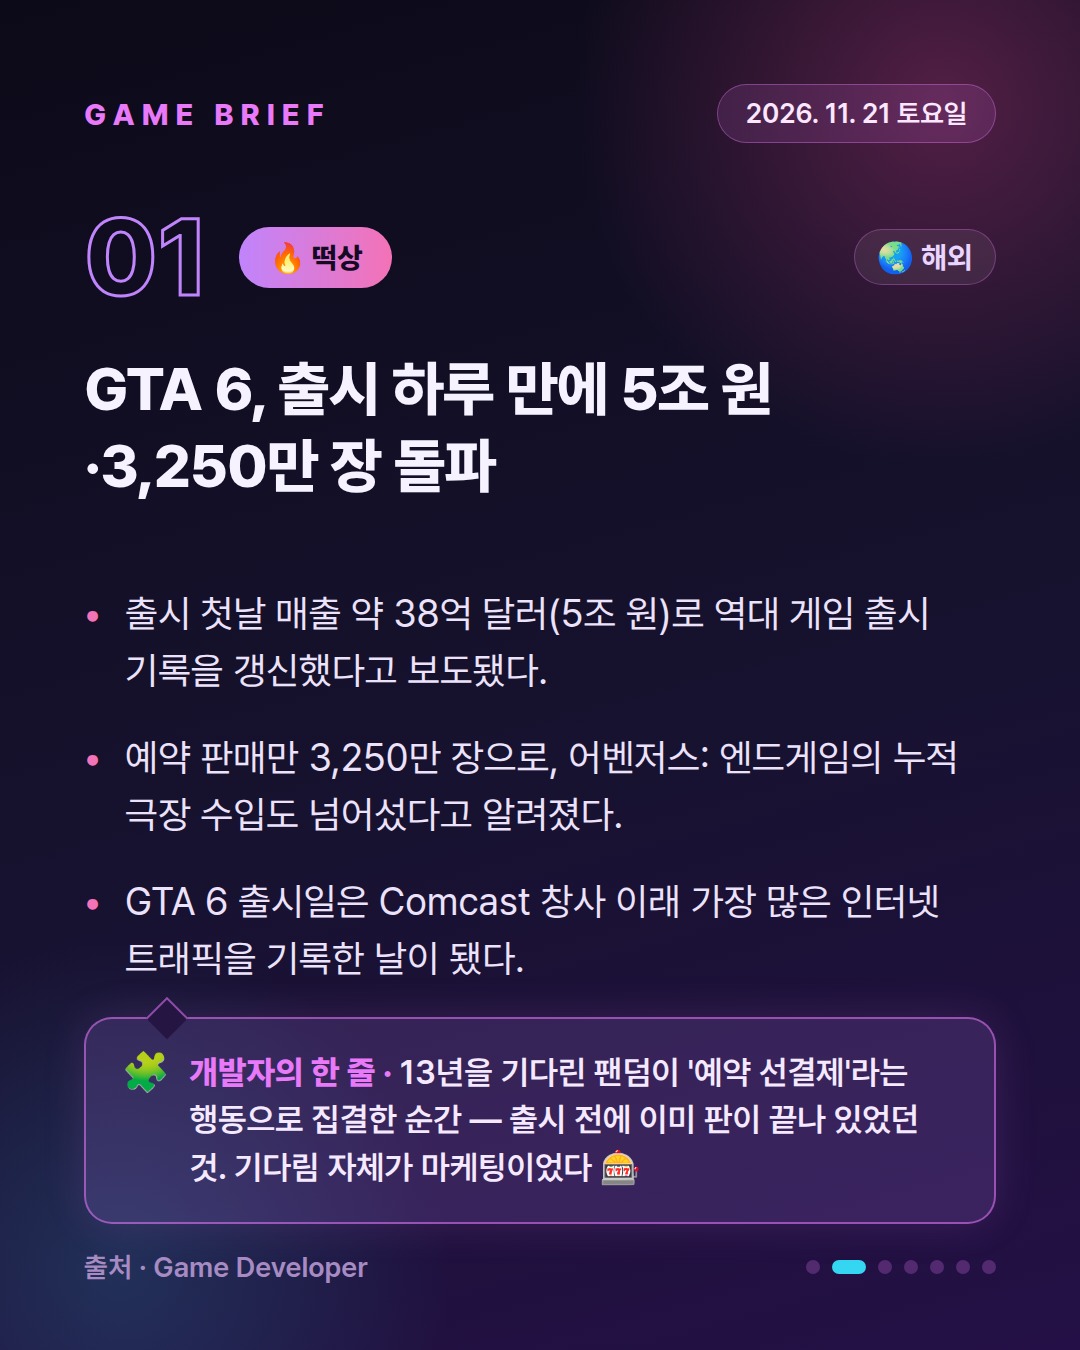 GAME BRIEF
2026. 11. 21 토요일
01
🔥 떡상
🌏 해외
GTA 6, 출시 하루 만에 5조 원
·3,250만 장 돌파
• 출시 첫날 매출 약 38억 달러(5조 원)로 역대 게임 출시
기록을 갱신했다고 보도됐다.
• 예약 판매만 3,250만 장으로, 어벤저스: 엔드게임의 누적
극장 수입도 넘어섰다고 알려졌다.
• GTA 6 출시일은 Comcast 창사 이래 가장 많은 인터넷
트래픽을 기록한 날이 됐다.
🧩 개발자의 한 줄 · 13년을 기다린 팬덤이 '예약 선결제'라는
행동으로 집결한 순간 — 출시 전에 이미 판이 끝나 있었던
것. 기다림 자체가 마케팅이었다 🎰
출처 · Game Developer